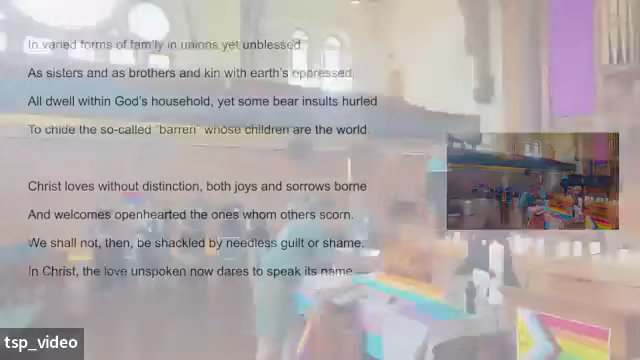 In varied forms of family in unions yet unblessed
As sisters and as brothers and kin with earth's oppressed,
All dwell within God's household, yet some bear insults hurled
To chide the so-called "barren" whose children are the world.
Christ loves without distinction, both joys and sorrows borne
And welcomes openhearted the ones whom others scorn.
We shall not, then, be shackled by needless guilt or shame.
In Christ, the love unspoken now dares to speak its name.
tsp_video